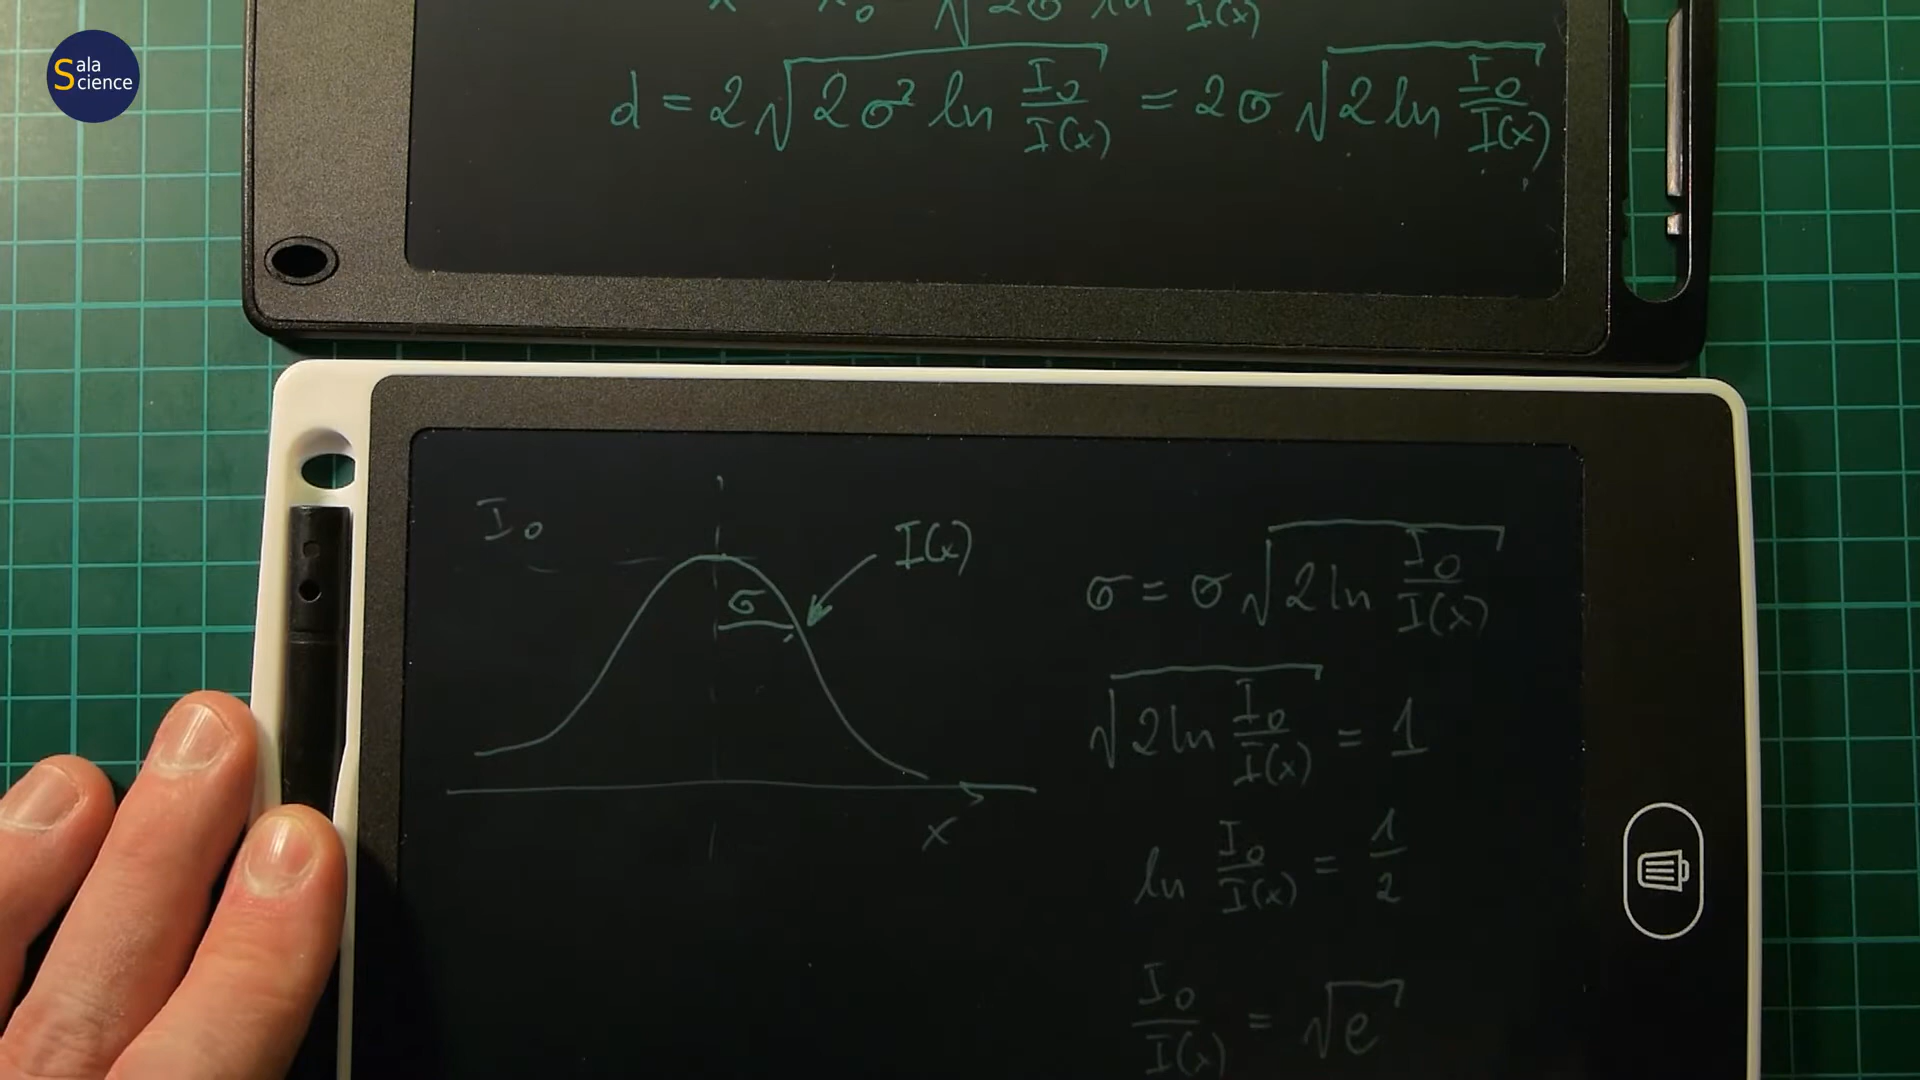 Sala
Science
d = 2√(2σ² ln I₀/I(x)) = 2σ√(2 ln I₀/I(x))
I₀
I(x)
σ
x
σ = σ√(2 ln I₀/I(x))
√(2 ln I₀/I(x)) = 1
ln I₀/I(x) = 1/2
I₀/I(x) = √e